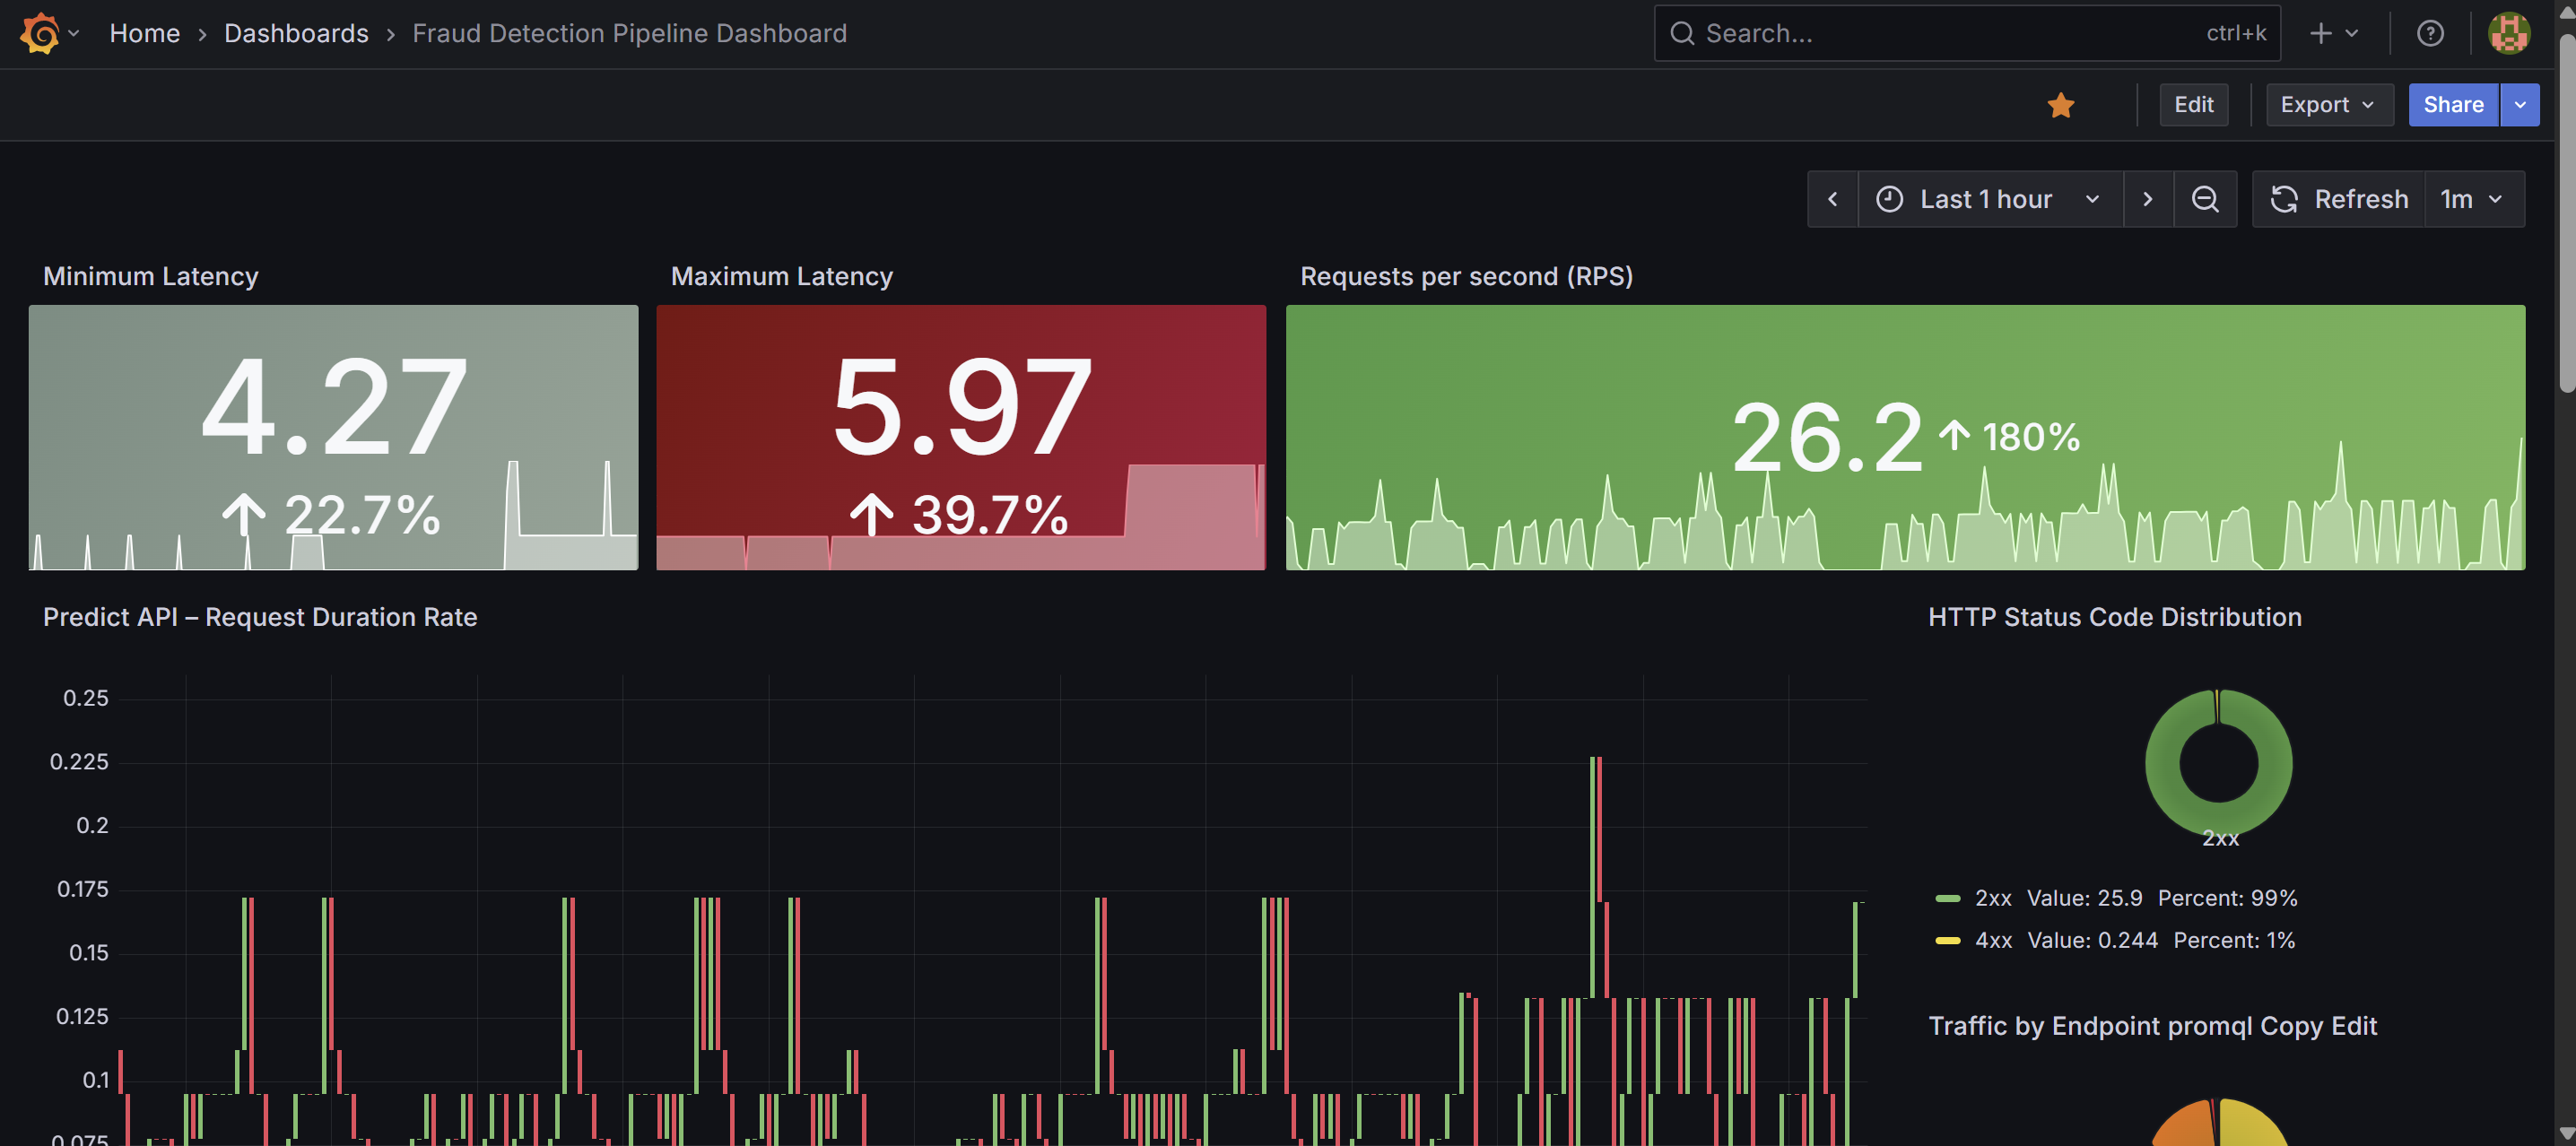 Home › Dashboards › Fraud Detection Pipeline Dashboard
Search...
ctrl+k
Edit
Export
Share
Last 1 hour
Refresh
1m
Minimum Latency
4.27
↑ 22.7%
Maximum Latency
5.97
↑ 39.7%
Requests per second (RPS)
26.2 ↑ 180%
Predict API – Request Duration Rate
0.25
0.225
0.2
0.175
0.15
0.125
0.1
0.075
HTTP Status Code Distribution
2xx
2xx Value: 25.9 Percent: 99%
4xx Value: 0.244 Percent: 1%
Traffic by Endpoint promql Copy Edit